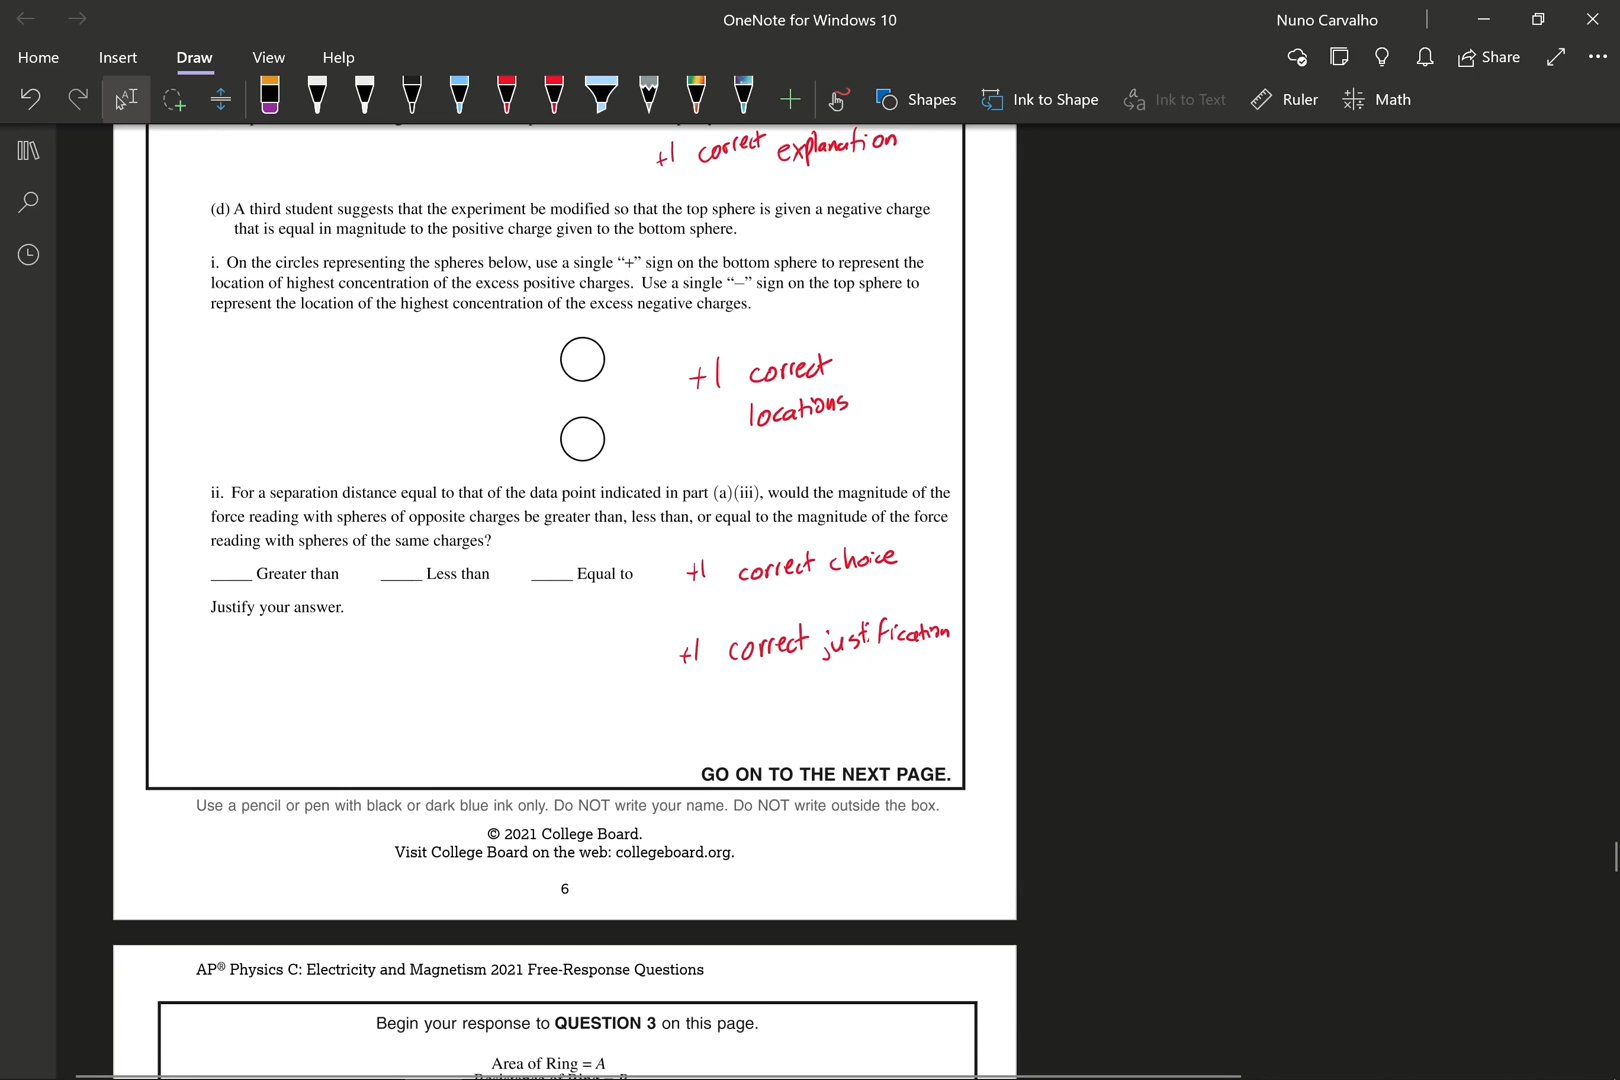 OneNote for Windows 10
Nuno Carvalho
Home Insert Draw View Help
Share
Shapes Ink to Shape Ink to Text Ruler Math
+1 correct explanation
(d) A third student suggests that the experiment be modified so that the top sphere is given a negative charge
that is equal in magnitude to the positive charge given to the bottom sphere.
i. On the circles representing the spheres below, use a single “+” sign on the bottom sphere to represent the
location of highest concentration of the excess positive charges. Use a single “−” sign on the top sphere to
represent the location of the highest concentration of the excess negative charges.
+1 correct
locations
ii. For a separation distance equal to that of the data point indicated in part (a)(iii), would the magnitude of the
force reading with spheres of opposite charges be greater than, less than, or equal to the magnitude of the force
reading with spheres of the same charges?
_____ Greater than _____ Less than _____ Equal to
+1 correct choice
Justify your answer.
+1 correct justification
GO ON TO THE NEXT PAGE.
Use a pencil or pen with black or dark blue ink only. Do NOT write your name. Do NOT write outside the box.
© 2021 College Board.
Visit College Board on the web: collegeboard.org.
6
AP® Physics C: Electricity and Magnetism 2021 Free-Response Questions
Begin your response to QUESTION 3 on this page.
Area of Ring = A